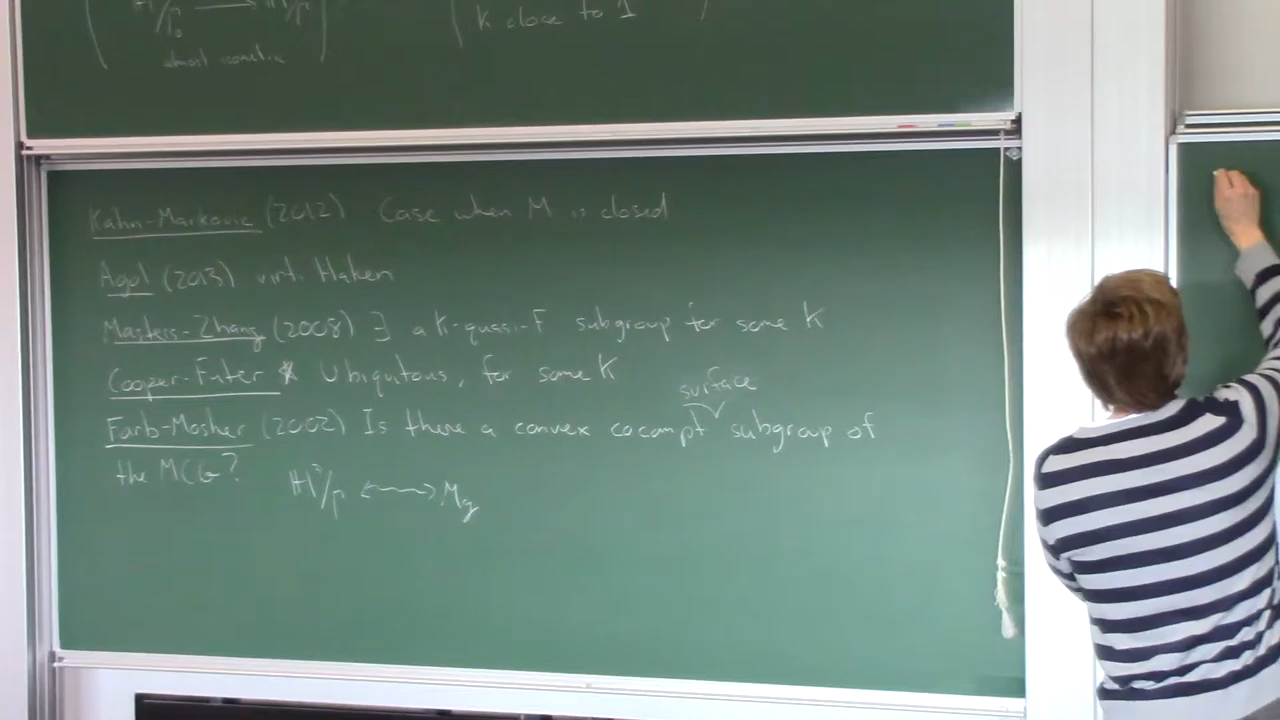 H/Γ₀ → H/Γ
almost isometric
K close to 1
Kahn-Markovic (2012) Case when M is closed
Agol (2013) virt. Haken
Masters-Zhang (2008) ∃ a K-quasi-F subgroup for some K
Cooper-Futer * Ubiquitous, for some K
surface
Farb-Mosher (2002) Is there a convex cocompt subgroup of
the MCG? H³/Γ ⟷ Mg